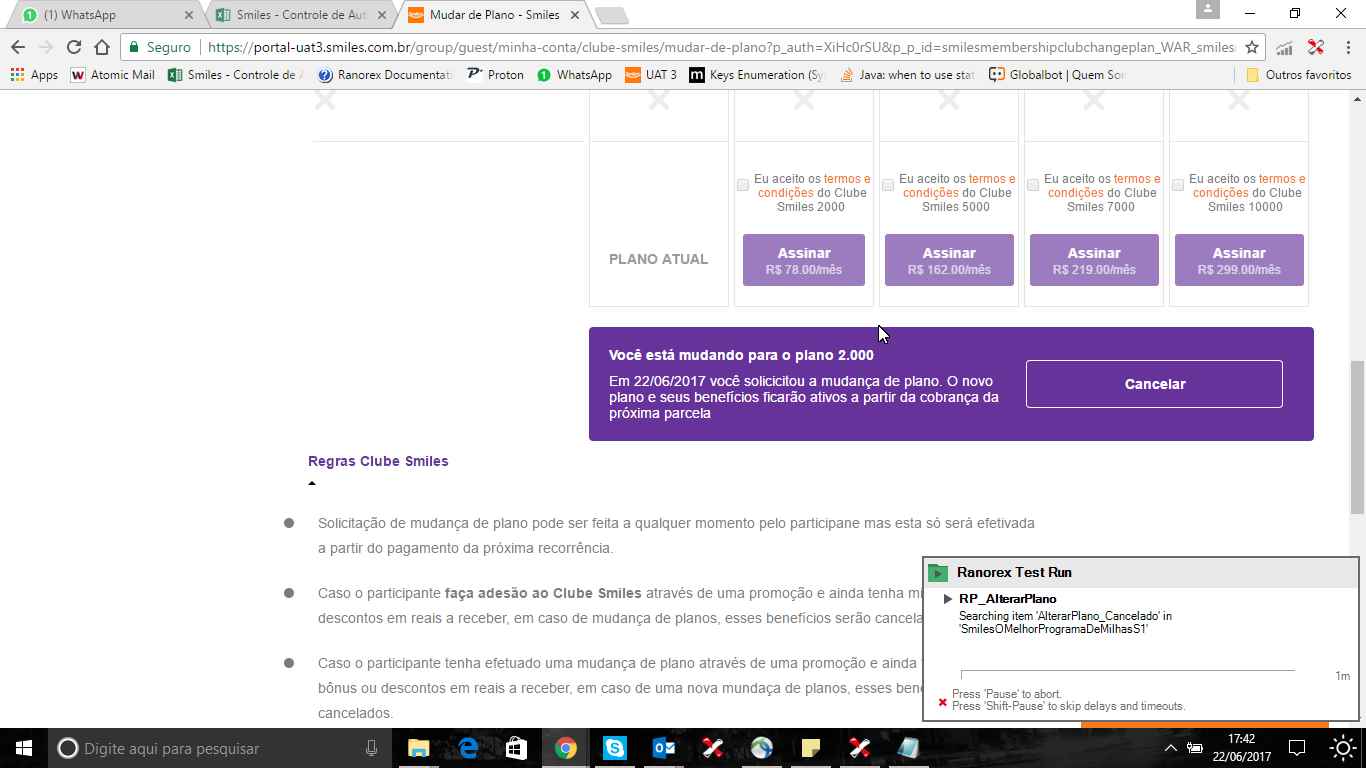 (1) WhatsApp
Smiles - Controle de Aut
Mudar de Plano - Smiles
Seguro
https://portal-uat3.smiles.com.br/group/guest/minha-conta/clube-smiles/mudar-de-plano?p_auth=XiHc0rSU&p_p_id=smilesmembershipclubchangeplan_WAR_smiles
Apps
Atomic Mail
Smiles - Controle de A
Ranorex Documentati
Proton
WhatsApp
UAT 3
Keys Enumeration (Sy
Java: when to use stat
Globalbot | Quem Som
Outros favoritos
Eu aceito os termos e
condições do Clube
Smiles 2000
Eu aceito os termos e
condições do Clube
Smiles 5000
Eu aceito os termos e
condições do Clube
Smiles 7000
Eu aceito os termos e
condições do Clube
Smiles 10000
PLANO ATUAL
Assinar
R$ 78.00/mês
Assinar
R$ 162.00/mês
Assinar
R$ 219.00/mês
Assinar
R$ 299.00/mês
Você está mudando para o plano 2.000
Em 22/06/2017 você solicicitou a mudança de plano. O novo
plano e seus benefícios ficarão ativos a partir da cobrança da
próxima parcela
Cancelar
Regras Clube Smiles
Solicitação de mudança de plano pode ser feita a qualquer momento pelo participane mas esta só será efetivada
a partir do pagamento da próxima recorrência.
Caso o participante faça adesão ao Clube Smiles através de uma promoção e ainda tenha mi
descontos em reais a receber, em caso de mudança de planos, esses benefícios serão cancela
Caso o participante tenha efetuado uma mudança de plano através de uma promoção e ainda
bônus ou descontos em reais a receber, em caso de uma nova mundaça de planos, esses bene
cancelados.
Ranorex Test Run
RP_AlterarPlano
Searching item 'AlterarPlano_Cancelado' in
'SmilesOMelhorProgramaDeMilhasS1'
1m
Press 'Pause' to abort.
Press 'Shift-Pause' to skip delays and timeouts.
Digite aqui para pesquisar
17:42
22/06/2017